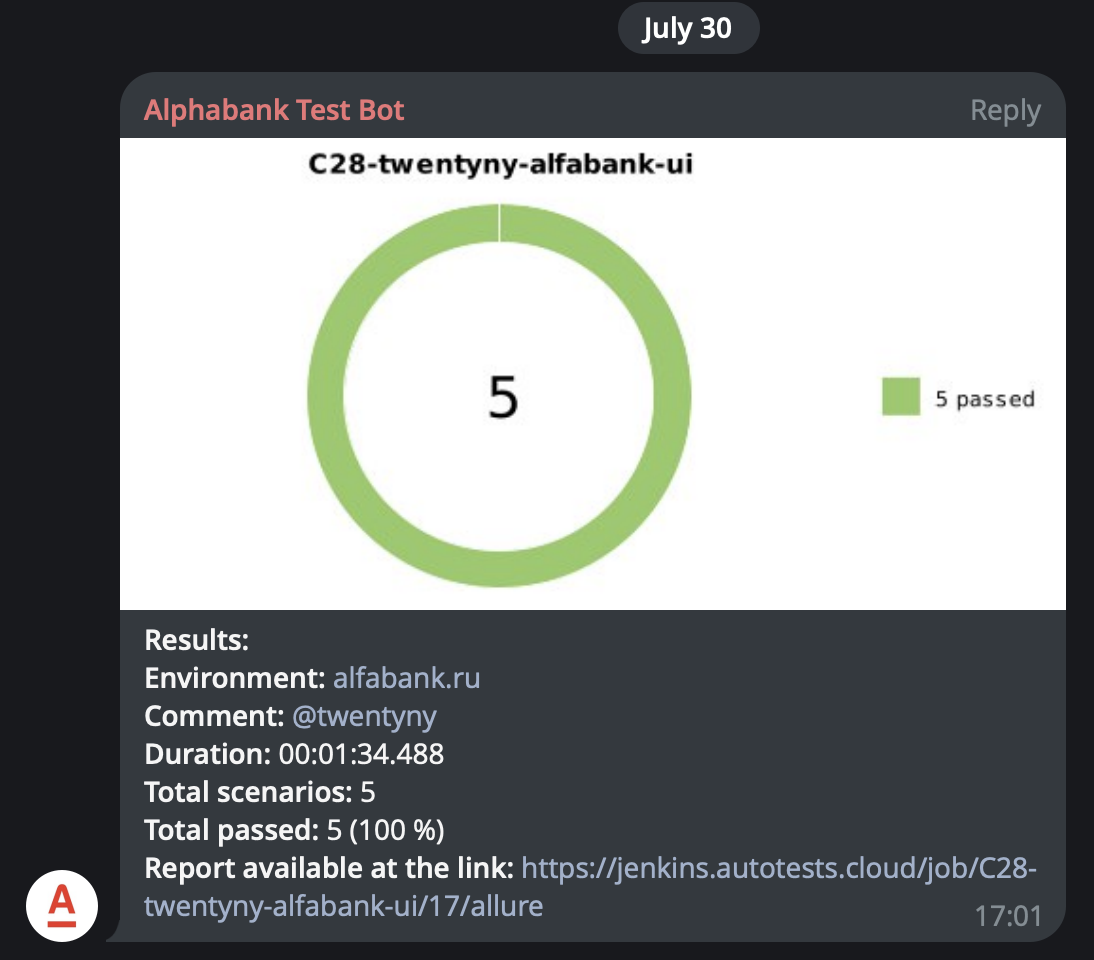 July 30
Alphabank Test Bot
Reply
C28-twentyny-alfabank-ui
5
5 passed
Results:
Environment: alfabank.ru
Comment: @twentyny
Duration: 00:01:34.488
Total scenarios: 5
Total passed: 5 (100 %)
Report available at the link: https://jenkins.autotests.cloud/job/C28-
twentyny-alfabank-ui/17/allure
17:01
A